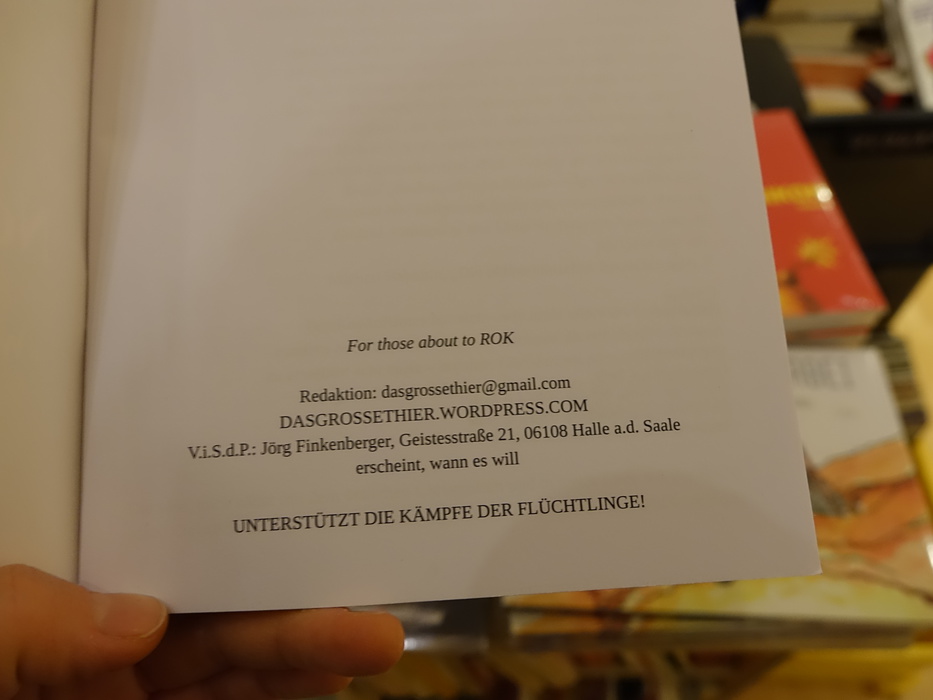 For those about to ROK
Redaktion: dasgrossethier@gmail.com
DASGROSSETHIER.WORDPRESS.COM
V.i.S.d.P.: Jörg Finkenberger, Geistesstraße 21, 06108 Halle a.d. Saale
erscheint, wann es will
UNTERSTÜTZT DIE KÄMPFE DER FLÜCHTLINGE!